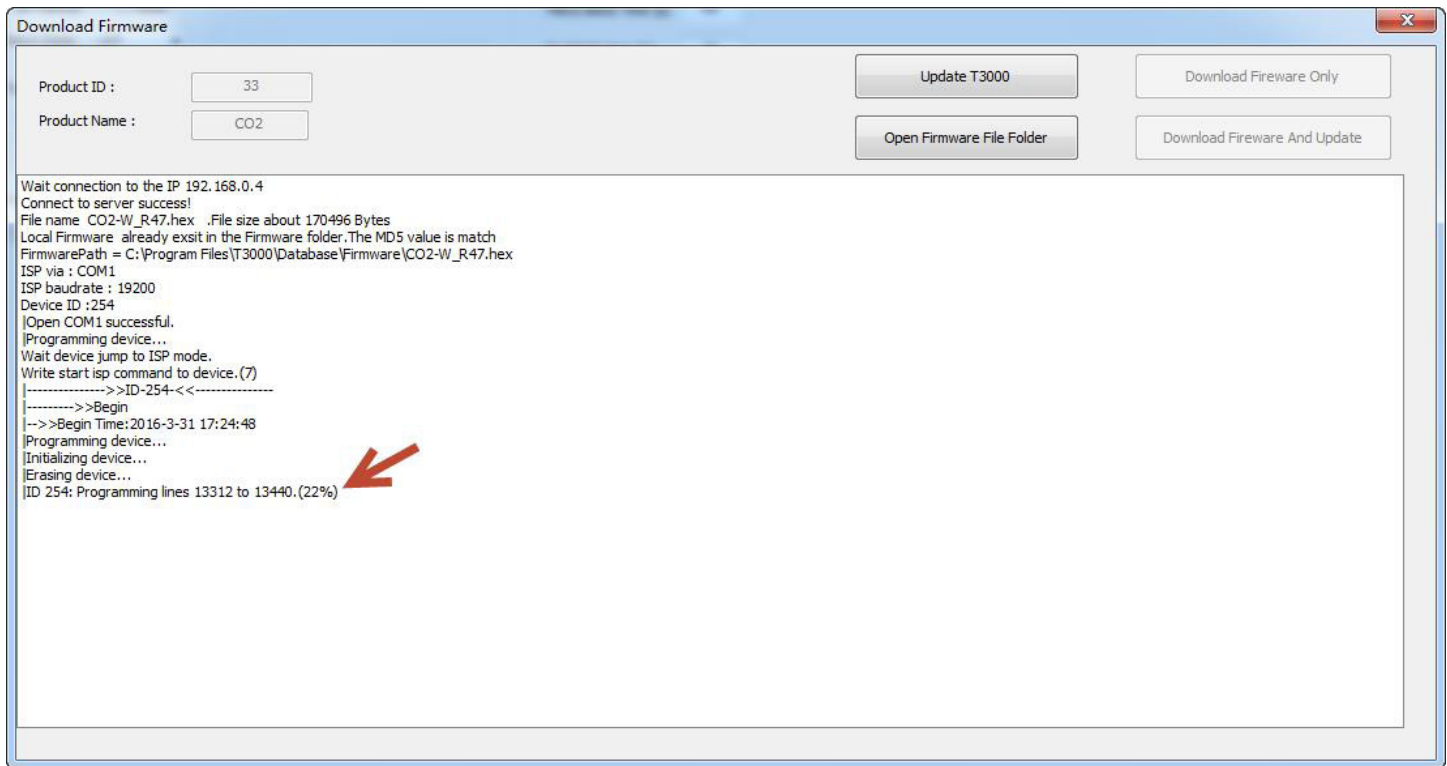 Download Firmware
Product ID :
33
Update T3000
Download Fireware Only
Product Name :
CO2
Open Firmware File Folder
Download Fireware And Update
Wait connection to the IP 192.168.0.4
Connect to server success!
File name  CO2-W_R47.hex   .File size about 170496 Bytes
Local Firmware  already exsit in the Firmware folder.The MD5 value is match
FirmwarePath = C:\Program Files\T3000\Database\Firmware\CO2-W_R47.hex
ISP via : COM1
ISP baudrate : 19200
Device ID :254
|Open COM1 successful.
|Programming device...
Wait device jump to ISP mode.
Write start isp command to device.(7)
|--------------->>ID-254-<<---------------
|--------->>Begin
|-->>Begin Time:2016-3-31 17:24:48
|Programming device...
|Initializing device...
|Erasing device...
|ID 254: Programming lines 13312 to 13440.(22%)